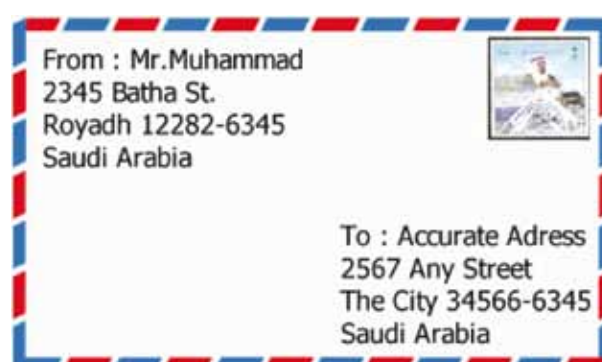 From : Mr.Muhammad
2345 Batha St.
Royadh 12282-6345
Saudi Arabia
To : Accurate Adress
2567 Any Street
The City 34566-6345
Saudi Arabia